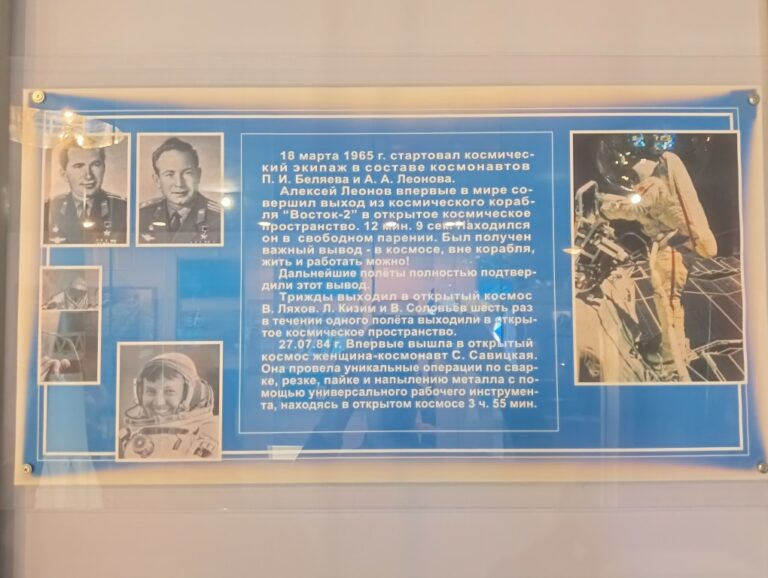 18 марта 1965 г. стартовал космичес-
кий экипаж в составе космонавтов
П. И. Беляева и А. А. Леонова.
Алексей Леонов впервые в мире со-
вершил выход из космического кораб-
ля "Восток-2" в открытое космическое
пространство. 12 мин. 9 сек. Находился
он в свободном парении. Был получен
важный вывод - в космосе, вне корабля,
жить и работать можно!
Дальнейшие полёты полностью подтвер-
дили этот вывод.
Трижды выходил в открытый космос
В. Ляхов. Л. Кизим и В. Соловьёв шесть раз
в течении одного полёта выходили в откры-
тое космическое пространство.
27.07.84 г. Впервые вышла в открытый
космос женщина-космонавт С. Савицкая.
Она провела уникальные операции по свар-
ке, резке, пайке и напылению металла с по-
мощью универсального рабочего инструмен-
та, находясь в открытом космосе 3 ч. 55 мин.